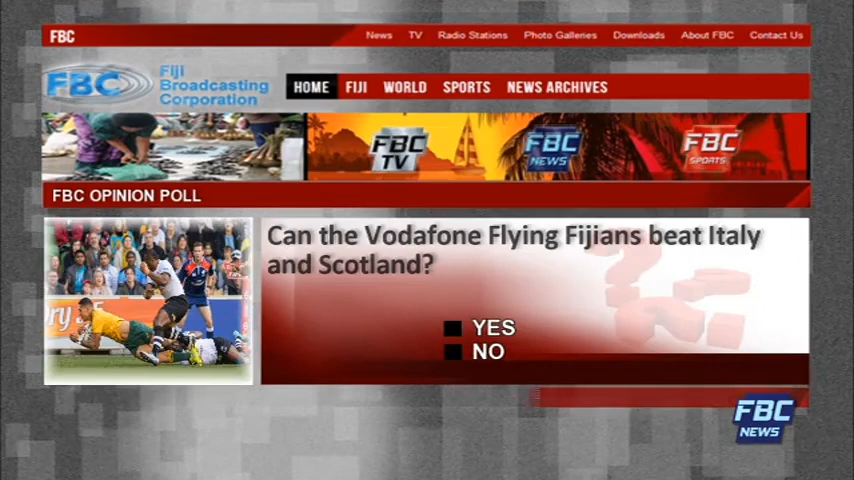 FBC
News TV Radio Stations Photo Galleries Downloads About FBC Contact Us
FBC Fiji Broadcasting Corporation
HOME FIJI WORLD SPORTS NEWS ARCHIVES
FBC TV
FBC NEWS
FBC SPORTS
FBC OPINION POLL
Can the Vodafone Flying Fijians beat Italy
and Scotland?
YES
NO
FBC
NEWS